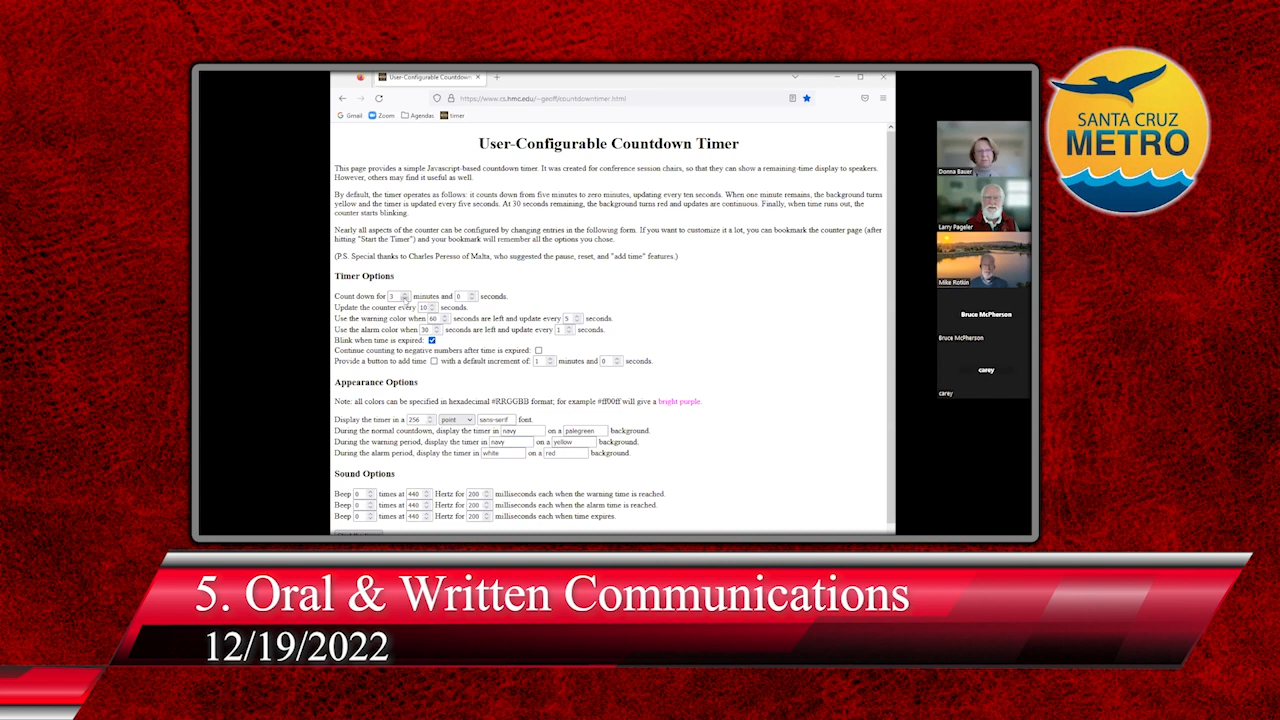 User-Configurable Countdown
https://www.cs.hmc.edu/~geoff/countdowntimer.html
Gmail Zoom Agendas timer
User-Configurable Countdown Timer
This page provides a simple Javascript-based countdown timer. It was created for conference session chairs, so that they can show a remaining-time display to speakers.
However, others may find it useful as well.
By default, the timer operates as follows: it counts down from five minutes to zero minutes, updating every ten seconds. When one minute remains, the background turns
yellow and the timer is updated every five seconds. At 30 seconds remaining, the background turns red and updates are continuous. Finally, when time runs out, the
counter starts blinking.
Nearly all aspects of the counter can be configured by changing entries in the following form. If you want to customize it a lot, you can bookmark the counter page (after
hitting "Start the Timer") and your bookmark will remember all the options you chose.
(P.S. Special thanks to Charles Peresso of Malta, who suggested the pause, reset, and "add time" features.)
Timer Options
Count down for 3 minutes and 0 seconds.
Update the counter every 10 seconds.
Use the warning color when 60 seconds are left and update every 5 seconds.
Use the alarm color when 30 seconds are left and update every 1 seconds.
Blink when time is expired:
Continue counting to negative numbers after time is expired:
Provide a button to add time with a default increment of: 1 minutes and 0 seconds.
Appearance Options
Note: all colors can be specified in hexadecimal #RRGGBB format; for example #ff00ff will give a bright purple.
Display the timer in a 256 point sans-serif font.
During the normal countdown, display the timer in navy on a palegreen background.
During the warning period, display the timer in navy on a yellow background.
During the alarm period, display the timer in white on a red background.
Sound Options
Beep 0 times at 440 Hertz for 200 milliseconds each when the warning time is reached.
Beep 0 times at 440 Hertz for 200 milliseconds each when the alarm time is reached.
Beep 0 times at 440 Hertz for 200 milliseconds each when time expires.
Donna Bauer
Larry Pageler
Mike Rotkin
Bruce McPherson
Bruce McPherson
carey
carey
SANTA CRUZ
METRO
5. Oral & Written Communications
12/19/2022